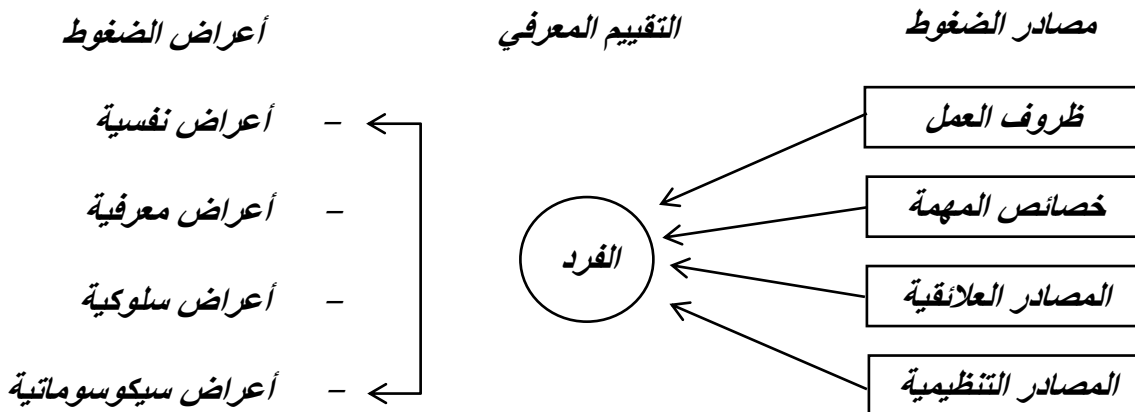 مصادر الضغوط
التقييم المعرفي
أعراض الضغوط
ظروف العمل
خصائص المهمة
المصادر العلائقية
المصادر التنظيمية
الفرد
- أعراض نفسية
- أعراض معرفية
- أعراض سلوكية
- أعراض سيكوسوماتية